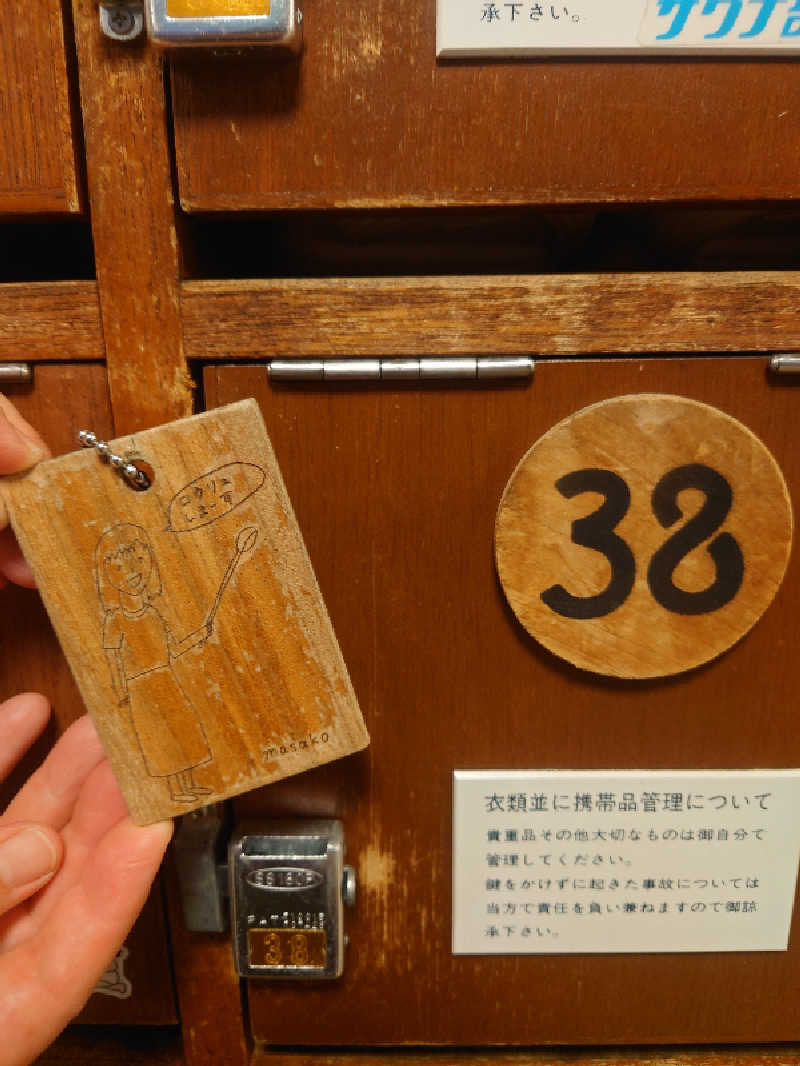 承下さい。
サウナ
ロウリュ
しまーす
masako
38
衣類並に携帯品管理について
貴重品その他大切なものは御自分で
管理してください。
鍵をかけずに起きた事故については
当方で責任を負い兼ねますので御諒
承下さい。
38